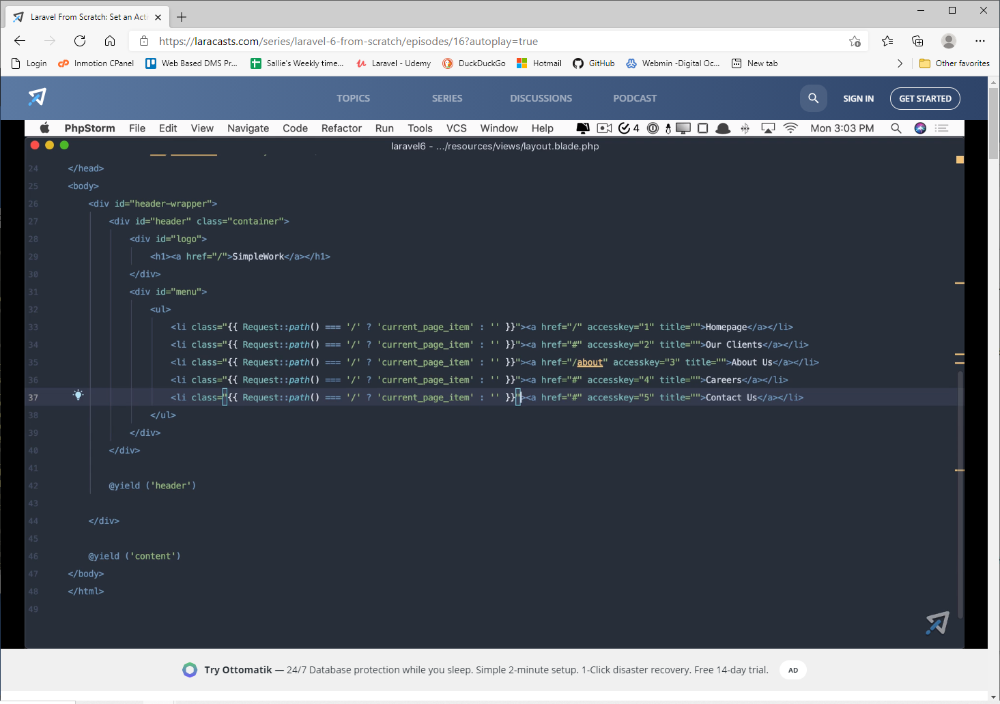 Laravel From Scratch: Set an Acti
https://laracasts.com/series/laravel-6-from-scratch/episodes/16?autoplay=true
Login Inmotion CPanel Web Based DMS Pr... Sallie's Weekly time... Laravel - Udemy DuckDuckGo Hotmail GitHub Webmin -Digital Oc... New tab Other favorites
TOPICS SERIES DISCUSSIONS PODCAST SIGN IN GET STARTED
PhpStorm File Edit View Navigate Code Refactor Run Tools VCS Window Help 4 Mon 3:03 PM
laravel6 - .../resources/views/layout.blade.php
24 </head>
25 <body>
26 <div id="header-wrapper">
27 <div id="header" class="container">
28 <div id="logo">
29 <h1><a href="/">SimpleWork</a></h1>
30 </div>
31 <div id="menu">
32 <ul>
33 <li class="{{ Request::path() === '/' ? 'current_page_item' : '' }}"><a href="/" accesskey="1" title="">Homepage</a></li>
34 <li class="{{ Request::path() === '/' ? 'current_page_item' : '' }}"><a href="#" accesskey="2" title="">Our Clients</a></li>
35 <li class="{{ Request::path() === '/' ? 'current_page_item' : '' }}"><a href="/about" accesskey="3" title="">About Us</a></li>
36 <li class="{{ Request::path() === '/' ? 'current_page_item' : '' }}"><a href="#" accesskey="4" title="">Careers</a></li>
37 <li class="{{ Request::path() === '/' ? 'current_page_item' : '' }}"><a href="#" accesskey="5" title="">Contact Us</a></li>
38 </ul>
39 </div>
40 </div>
41
42 @yield ('header')
43
44 </div>
45
46 @yield ('content')
47 </body>
48 </html>
49
Try Ottomatik — 24/7 Database protection while you sleep. Simple 2-minute setup. 1-Click disaster recovery. Free 14-day trial. AD